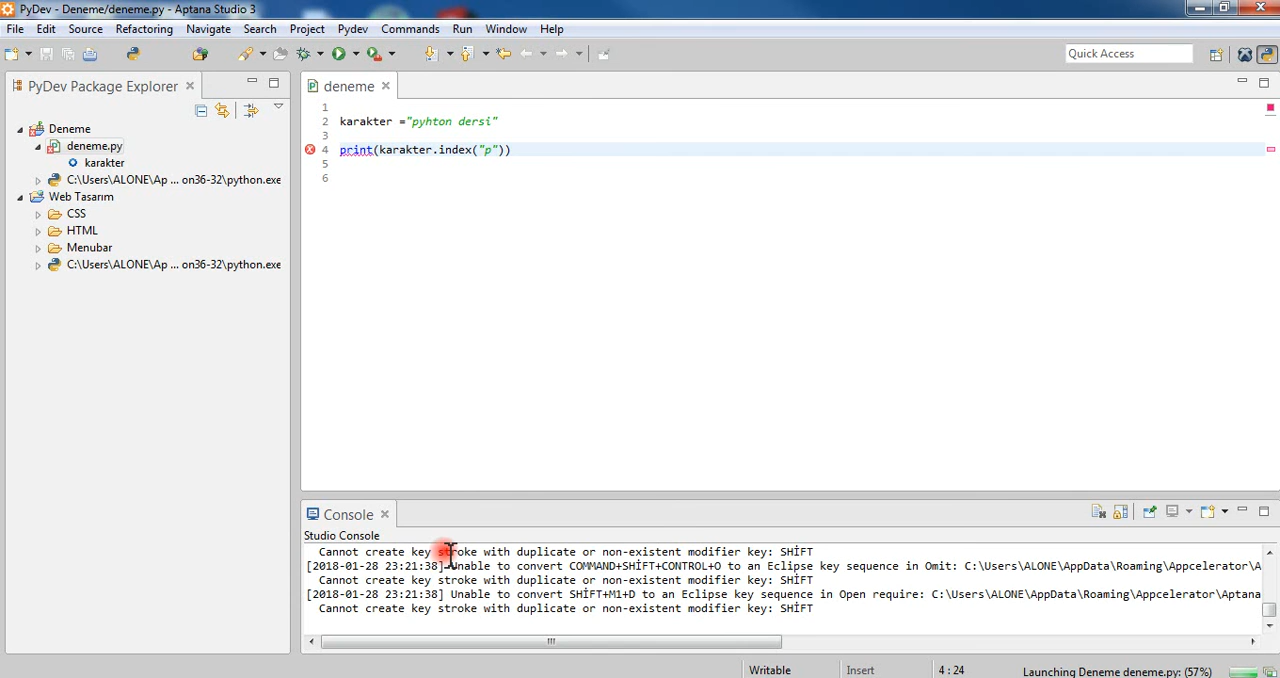 PyDev - Deneme/deneme.py - Aptana Studio 3
File Edit Source Refactoring Navigate Search Project Pydev Commands Run Window Help
Quick Access
PyDev Package Explorer
Deneme
deneme.py
karakter
C:\Users\ALONE\Ap ... on36-32\python.exe
Web Tasarım
CSS
HTML
Menubar
C:\Users\ALONE\Ap ... on36-32\python.exe
deneme
1
2 karakter ="pyhton dersi"
3
4 print(karakter.index("p"))
5
6
Console
Studio Console
Cannot create key stroke with duplicate or non-existent modifier key: SHİFT
[2018-01-28 23:21:38] Unable to convert COMMAND+SHİFT+CONTROL+O to an Eclipse key sequence in Omit: C:\Users\ALONE\AppData\Roaming\Appcelerator\A
Cannot create key stroke with duplicate or non-existent modifier key: SHİFT
[2018-01-28 23:21:38] Unable to convert SHİFT+M1+D to an Eclipse key sequence in Open require: C:\Users\ALONE\AppData\Roaming\Appcelerator\Aptana
Cannot create key stroke with duplicate or non-existent modifier key: SHİFT
Writable Insert 4 : 24 Launching Deneme deneme.py: (57%)